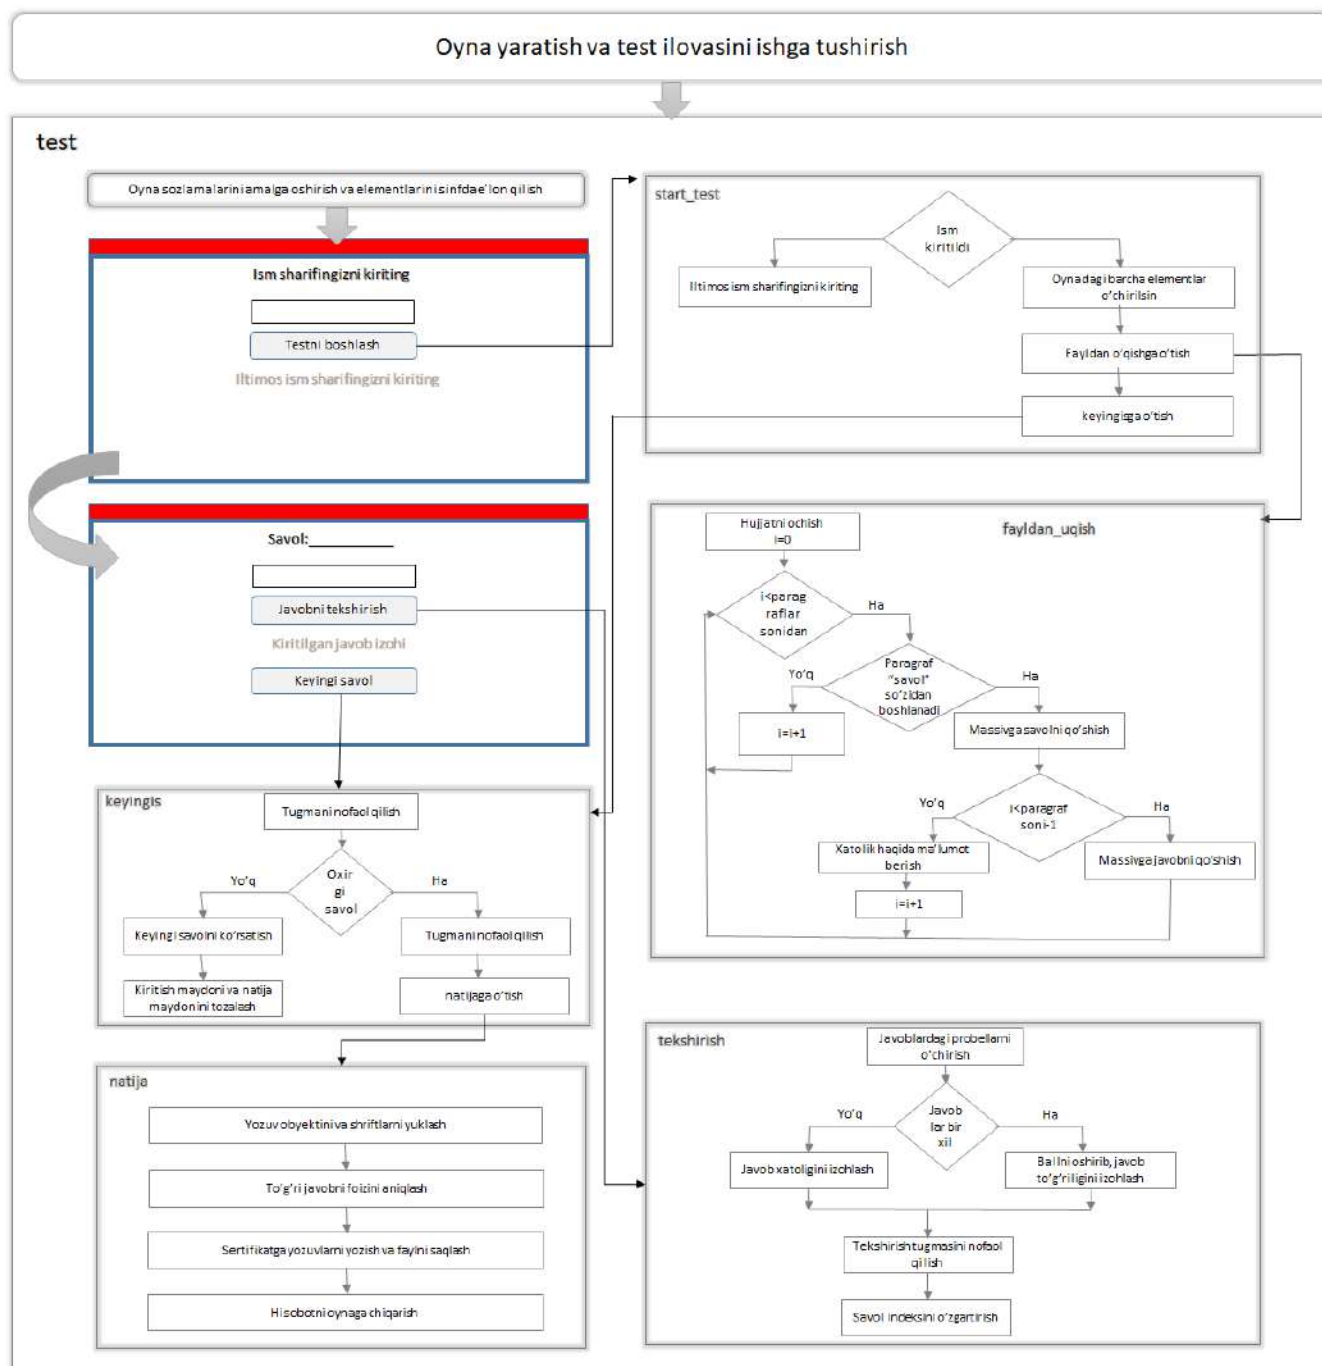 Oyna yaratish va test ilovasini ishga tushirish
test
Oyna sozlamalarini amalga oshirish va elementlarini sinfda e'lon qilish
Ism sharifingizni kiriting
Testni boshlash
Iltimos ism sharifingizni kiriting
Savol:__________
Javobni tekshirish
Kiritilgan javob izohi
Keyingi savol
start_test
Ism
kiritildi
Iltimos ism sharifingizni kiriting
Oynadagi barcha elementlar
o'chirilsin
Fayldan o'qishga o'tish
keyingisga o'tish
fayldan_uqish
Hujjatni ochish
i=0
i<parag
raflar
sonidan
Ha
Paragraf
"savol"
so'zidan
boshlanadi
Yo'q
Ha
i=i+1
Massivga savolni qo'shish
i<paragraf
soni-1
Yo'q
Ha
Xatolik haqida ma'lumot
berish
Massivga javobni qo'shish
i=i+1
keyingis
Tugmani nofaol qilish
Oxir
gi
savol
Yo'q
Ha
Keyingi savolni ko'rsatish
Tugmani nofaol qilish
Kiritish maydoni va natija
maydonini tozalash
natijaga o'tish
natija
Yozuv obyektini va shriftlarni yuklash
To'g'ri javobni foizini aniqlash
Sertifikatga yozuvlarni yozish va faylni saqlash
Hisobotni oynaga chiqarish
tekshirish
Javoblardagi probellarni
o'chirish
Javob
lar bir
xil
Yo'q
Ha
Javob xatoligini izohlash
Ballni oshirib, javob
to'g'riligini izohlash
Tekshirish tugmasini nofaol
qilish
Savol indeksini o'zgartirish